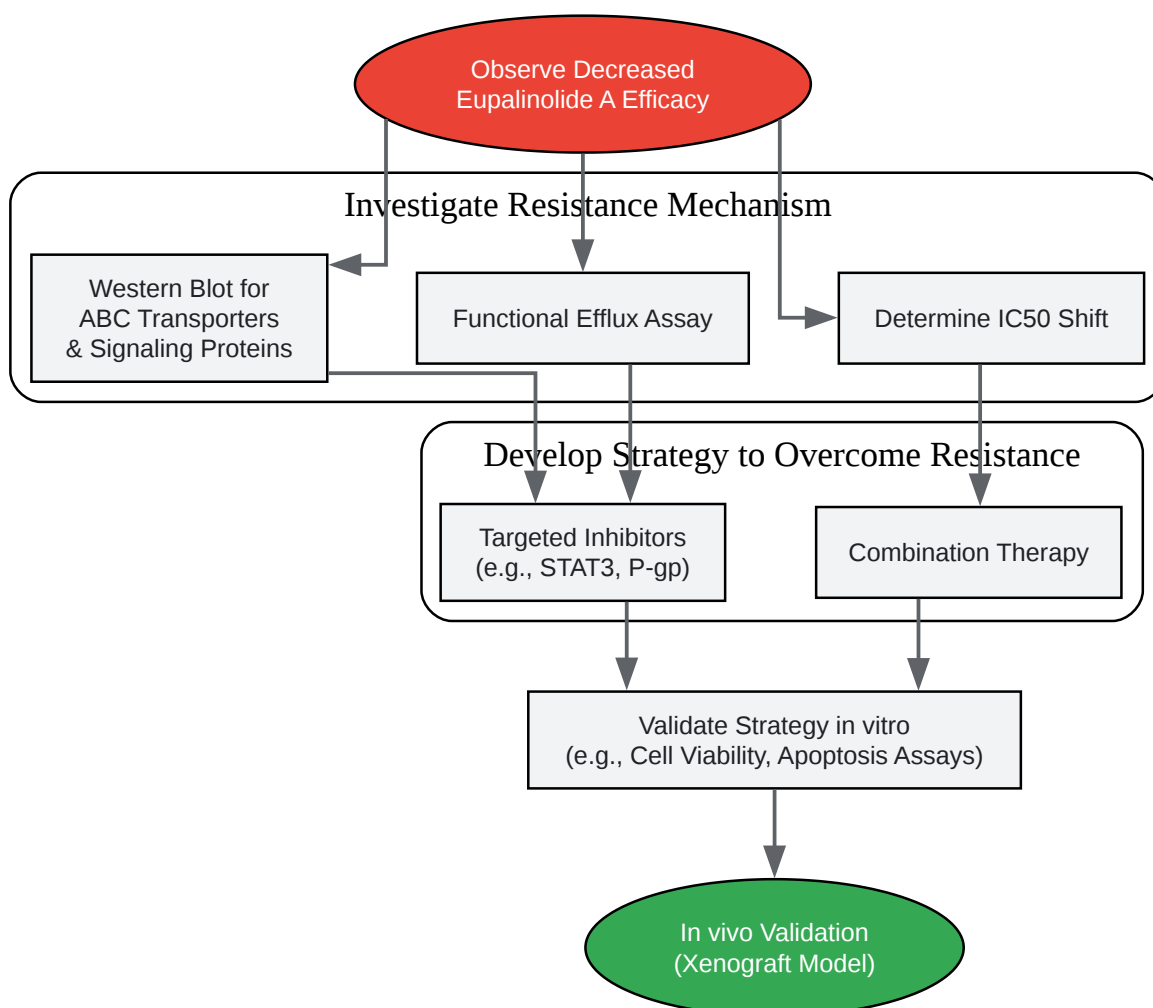 Observe Decreased
Eupalinolide A Efficacy
Investigate Resistance Mechanism
Western Blot for
ABC Transporters
& Signaling Proteins
Functional Efflux Assay
Determine IC50 Shift
Develop Strategy to Overcome Resistance
Targeted Inhibitors
(e.g., STAT3, P-gp)
Combination Therapy
Validate Strategy in vitro
(e.g., Cell Viability, Apoptosis Assays)
In vivo Validation
(Xenograft Model)